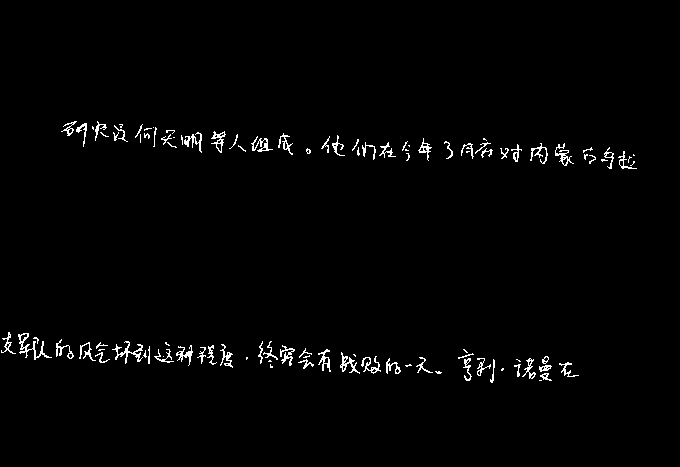 研究员何天明等人组成。他们在今年3月底对内蒙古乌拉
支军队的风气坏到这种程度,终究会有战败的一天。亨利·诺曼在